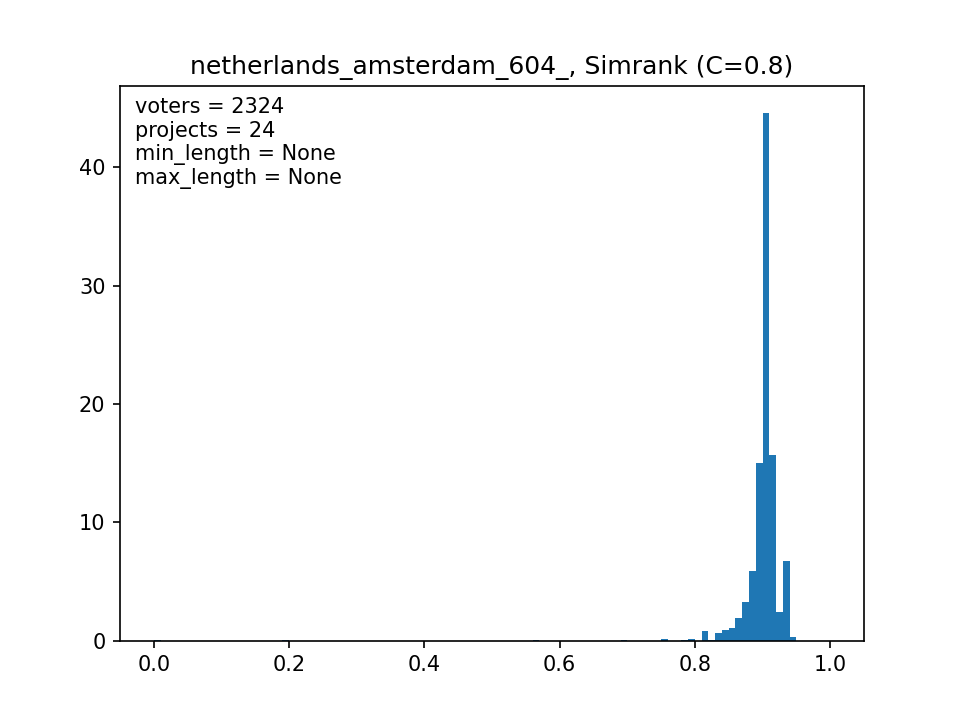 netherlands_amsterdam_604_, Simrank (C=0.8)
voters = 2324
projects = 24
min_length = None
max_length = None
40
30
20
10
0
0.0 0.2 0.4 0.6 0.8 1.0